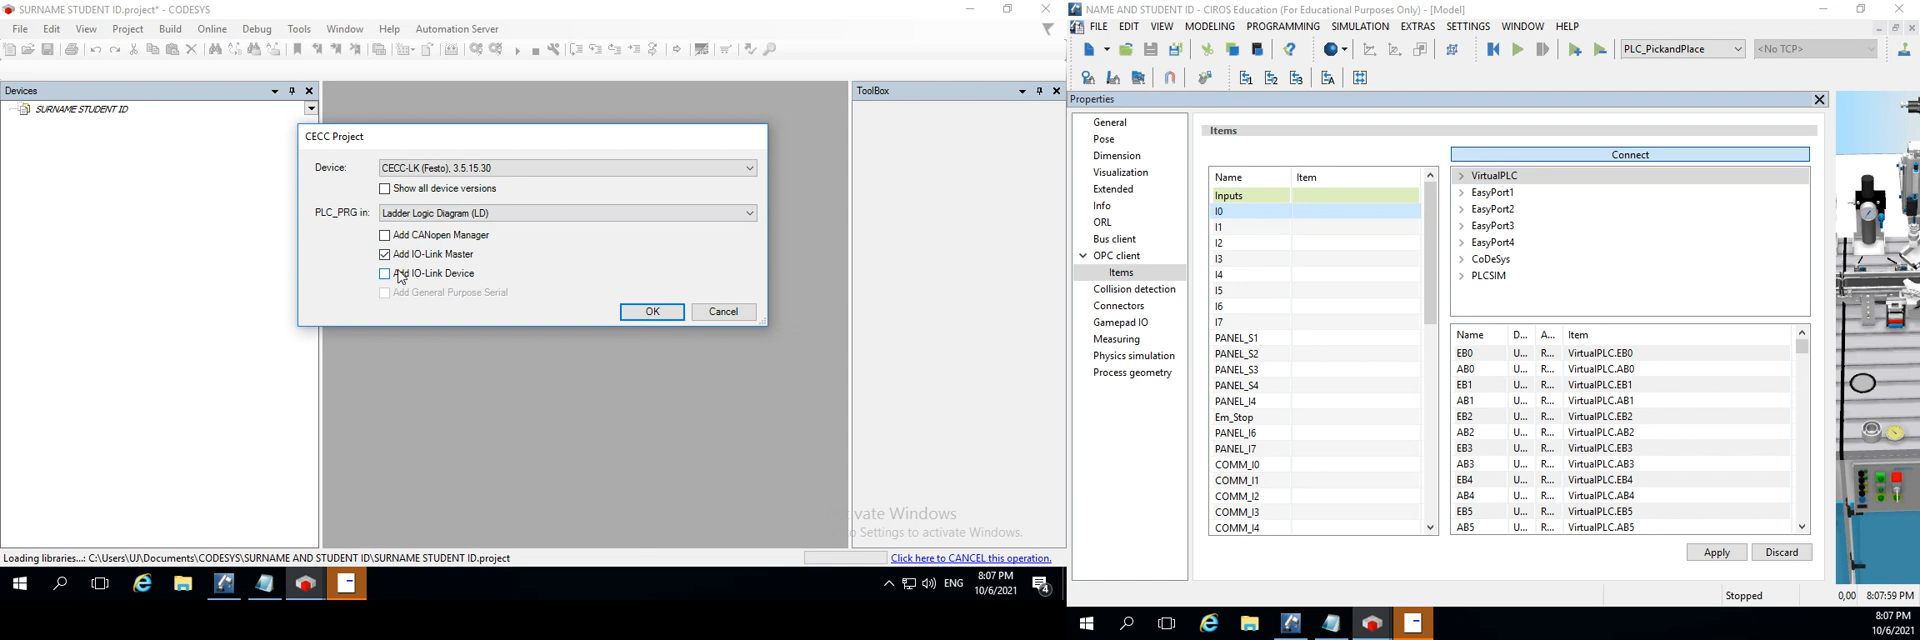 SURNAME STUDENT ID.project* - CODESYS
File Edit View Project Build Online Debug Tools Window Help Automation Server
Devices
SURNAME STUDENT ID
CECC Project
Device: CECC-LK (Festo), 3.5.15.30
Show all device versions
PLC_PRG in: Ladder Logic Diagram (LD)
Add CANopen Manager
Add IO-Link Master
Add IO-Link Device
Add General Purpose Serial
OK Cancel
ToolBox
vate Windows
o Settings to activate Windows.
Loading libraries...: C:\Users\UJ\Documents\CODESYS\SURNAME AND STUDENT ID\SURNAME STUDENT ID.project
Click here to CANCEL this operation.
ENG
8:07 PM
10/6/2021
4
NAME AND STUDENT ID - CIROS Education (For Educational Purposes Only) - [Model]
FILE EDIT VIEW MODELING PROGRAMMING SIMULATION EXTRAS SETTINGS WINDOW HELP
PLC_PickandPlace
<No TCP>
Properties
General
Pose
Dimension
Visualization
Extended
Info
ORL
Bus client
OPC client
Items
Collision detection
Connectors
Gamepad IO
Measuring
Physics simulation
Process geometry
Items
Name Item
Inputs
I0
I1
I2
I3
I4
I5
I6
I7
PANEL_S1
PANEL_S2
PANEL_S3
PANEL_S4
PANEL_I4
Em_Stop
PANEL_I6
PANEL_I7
COMM_I0
COMM_I1
COMM_I2
COMM_I3
COMM_I4
Connect
VirtualPLC
EasyPort1
EasyPort2
EasyPort3
EasyPort4
CoDeSys
PLCSIM
Name D... A... Item
EB0 U... R... VirtualPLC.EB0
AB0 U... R... VirtualPLC.AB0
EB1 U... R... VirtualPLC.EB1
AB1 U... R... VirtualPLC.AB1
EB2 U... R... VirtualPLC.EB2
AB2 U... R... VirtualPLC.AB2
EB3 U... R... VirtualPLC.EB3
AB3 U... R... VirtualPLC.AB3
EB4 U... R... VirtualPLC.EB4
AB4 U... R... VirtualPLC.AB4
EB5 U... R... VirtualPLC.EB5
AB5 U... R... VirtualPLC.AB5
Apply Discard
Stopped 0,00 8:07:59 PM
8:07 PM
10/6/2021